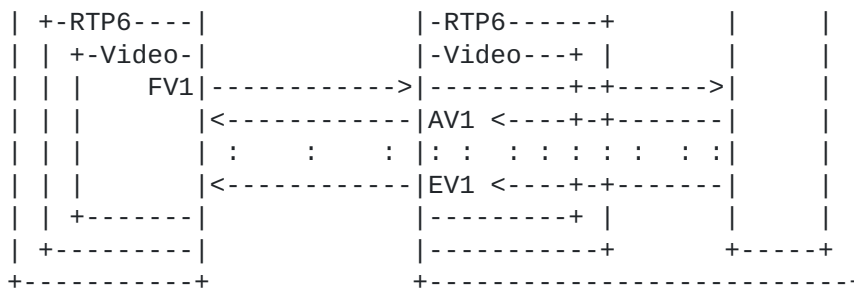 | +-RTP6----|             |-RTP6------+       |     |
| | +-Video-|             |-Video---+ |       |     |
| | |    FV1|------------>|---------+-+------>|     |
| | |       |<------------|AV1 <----+-+-------|     |
| | |       | :    :    : |: :  : : : : :  : :|     |
| | |       |<------------|EV1 <----+-+-------|     |
| | +-------|             |---------+ |       |     |
| +---------|             |-----------+       +-----+
+-----------+             +---------------------------+